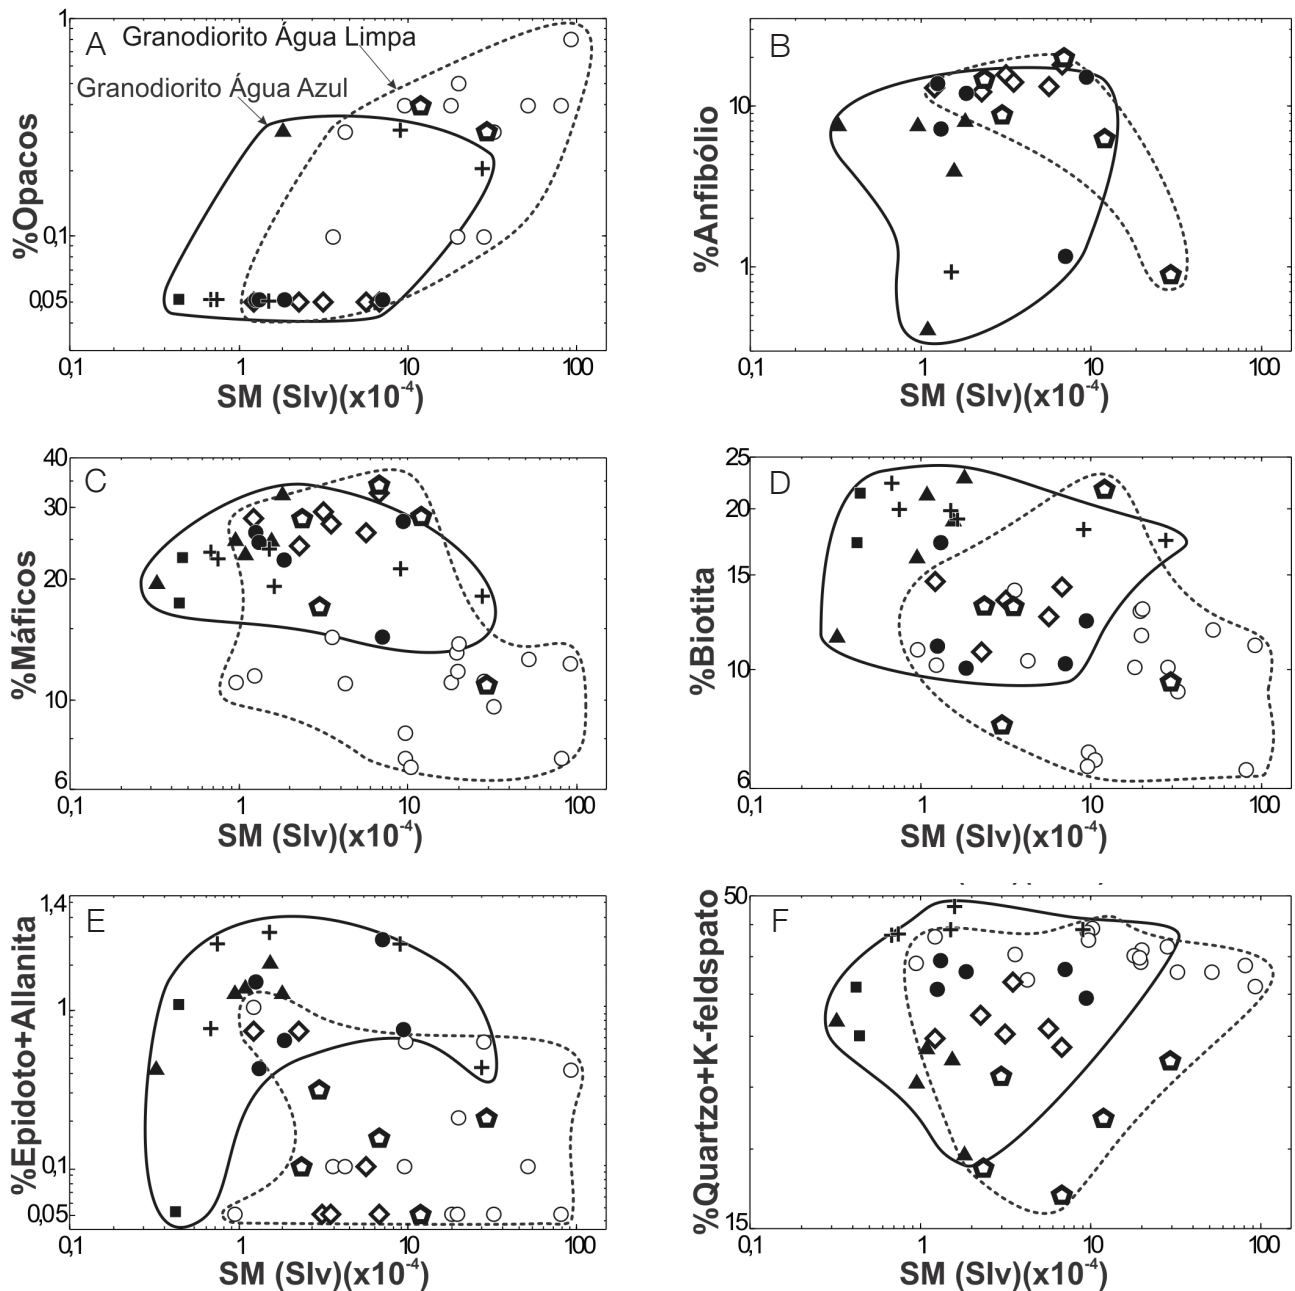 A
Granodiorito Água Limpa
Granodiorito Água Azul
%Opacos
1
0,1
0,05
0,1 1 10 100
SM (SIv)(x10⁻⁴)
B
%Anfibólio
10
1
0,1 1 10 100
SM (SIv)(x10⁻⁴)
C
%Máficos
40
30
20
10
6
0,1 1 10 100
SM (SIv)(x10⁻⁴)
D
%Biotita
25
20
15
10
6
0,1 1 10 100
SM (SIv)(x10⁻⁴)
E
%Epidoto+Allanita
1,4
1
0,1
0,05
0,1 1 10 100
SM (SIv)(x10⁻⁴)
F
%Quartzo+K-feldspato
50
15
0,1 1 10 100
SM (SIv)(x10⁻⁴)